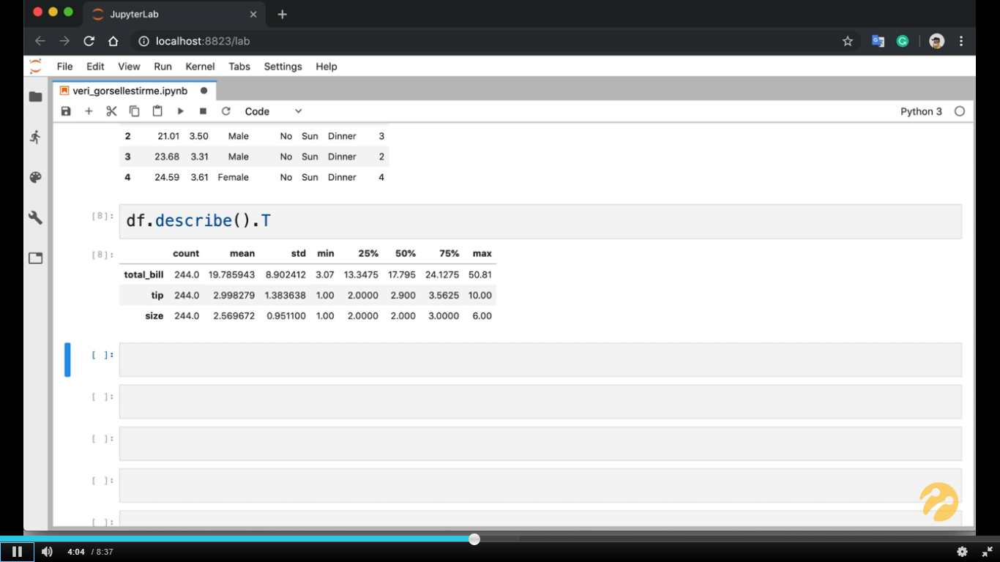 JupyterLab
localhost:8823/lab
File Edit View Run Kernel Tabs Settings Help
veri_gorsellestirme.ipynb
Code Python 3
2 21.01 3.50 Male No Sun Dinner 3
3 23.68 3.31 Male No Sun Dinner 2
4 24.59 3.61 Female No Sun Dinner 4
[8]: df.describe().T
[8]: count mean std min 25% 50% 75% max
total_bill 244.0 19.785943 8.902412 3.07 13.3475 17.795 24.1275 50.81
tip 244.0 2.998279 1.383638 1.00 2.0000 2.900 3.5625 10.00
size 244.0 2.569672 0.951100 1.00 2.0000 2.000 3.0000 6.00
[ ]:
[ ]:
[ ]:
[ ]:
[ ]:
4:04 / 8:37